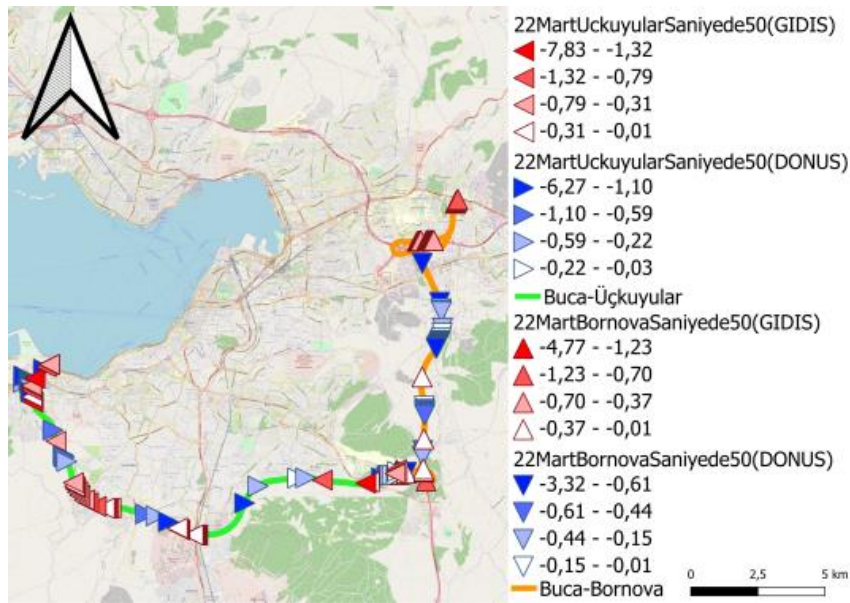 22MartUckuyularSaniyede50(GIDIS)
-7,83 - -1,32
-1,32 - -0,79
-0,79 - -0,31
-0,31 - -0,01
22MartUckuyularSaniyede50(DONUS)
-6,27 - -1,10
-1,10 - -0,59
-0,59 - -0,22
-0,22 - -0,03
Buca-Üçkuyular
22MartBornovaSaniyede50(GIDIS)
-4,77 - -1,23
-1,23 - -0,70
-0,70 - -0,37
-0,37 - -0,01
22MartBornovaSaniyede50(DONUS)
-3,32 - -0,61
-0,61 - -0,44
-0,44 - -0,15
-0,15 - -0,01
Buca-Bornova
0 2,5 5 km